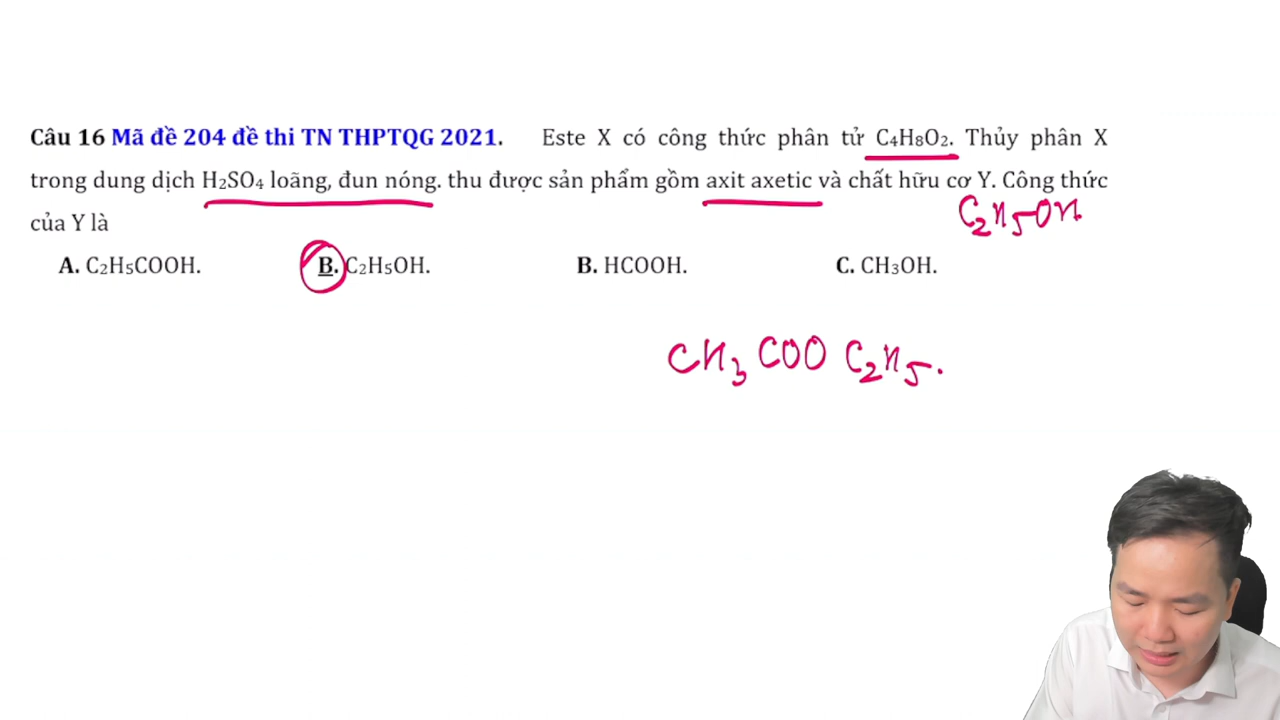 Câu 16 Mã đề 204 đề thi TN THPTQG 2021. Este X có công thức phân tử C₄H₈O₂. Thủy phân X
trong dung dịch H₂SO₄ loãng, đun nóng. thu được sản phẩm gồm axit axetic và chất hữu cơ Y. Công thức
C₂H₅OH
của Y là
A. C₂H₅COOH. B. C₂H₅OH. B. HCOOH. C. CH₃OH.
CH₃COOC₂H₅.